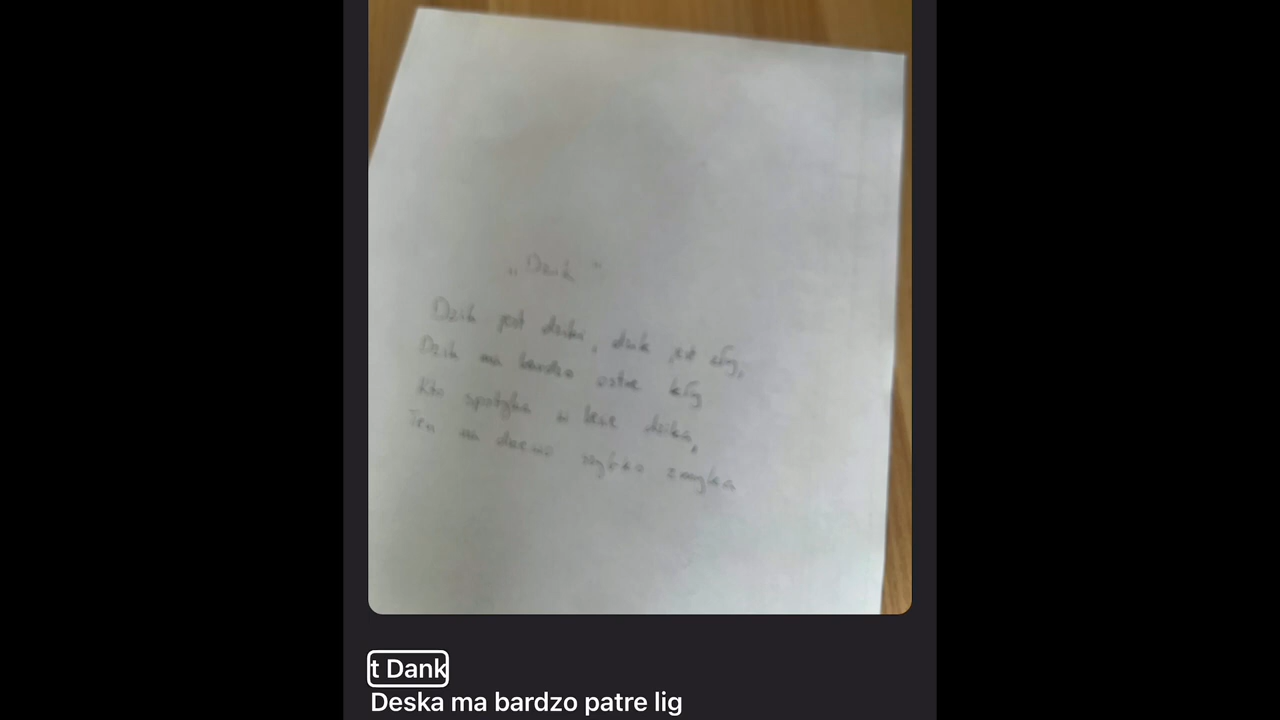 „Dzik"
Dzik jest dziki, dzik jest zły,
Dzik ma bardzo ostre kły
Kto spotyka w lesie dzika,
Ten na drzewo szybko zmyka
t Dank
Deska ma bardzo patre lig